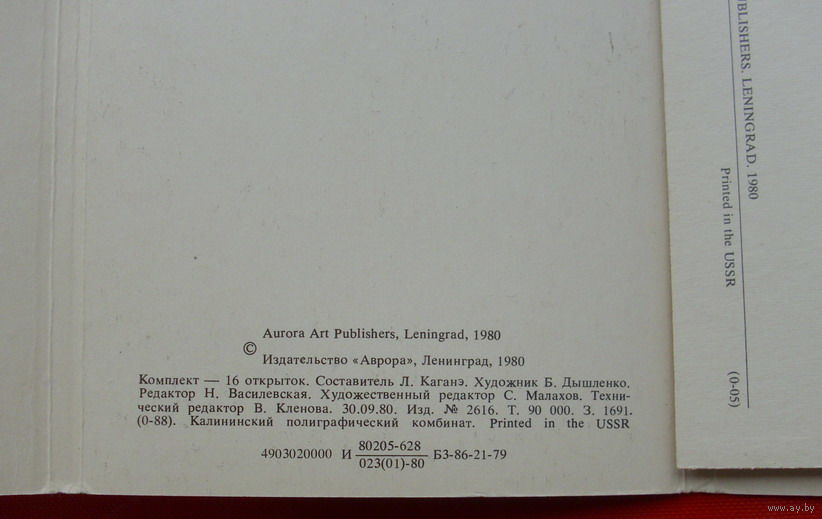 Aurora Art Publishers, Leningrad, 1980
©
Издательство «Аврора», Ленинград, 1980
Комплект — 16 открыток. Составитель Л. Каганэ. Художник Б. Дышленко.
Редактор Н. Василевская. Художественный редактор С. Малахов. Техни-
ческий редактор В. Кленова. 30.09.80. Изд. № 2616. Т. 90 000. З. 1691.
(0-88). Калининский полиграфический комбинат. Printed in the USSR
80205-628
4903020000 И БЗ-86-21-79
023(01)-80
UBLISHERS. LENINGRAD. 1980
Printed in the USSR
(0-05)
www.ay.by